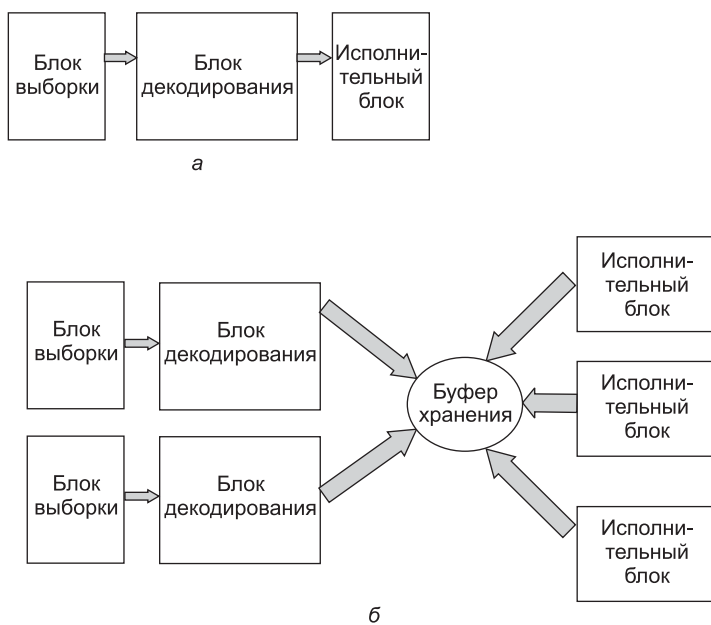 Блок
выборки
Блок
декодирования
Исполни-
тельный
блок
а
Блок
выборки
Блок
декодирования
Блок
выборки
Блок
декодирования
Буфер
хранения
Исполни-
тельный
блок
Исполни-
тельный
блок
Исполни-
тельный
блок
б